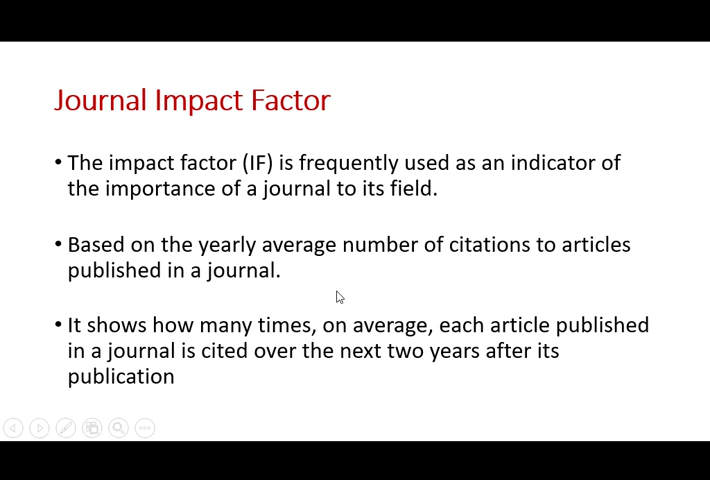 Journal Impact Factor
• The impact factor (IF) is frequently used as an indicator of
the importance of a journal to its field.
• Based on the yearly average number of citations to articles
published in a journal.
• It shows how many times, on average, each article published
in a journal is cited over the next two years after its
publication